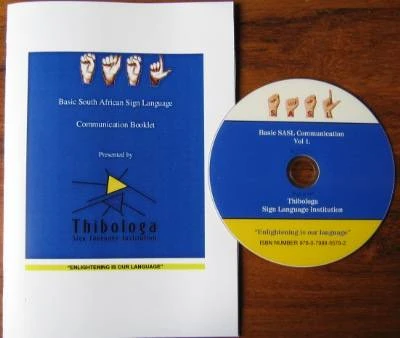 Basic South African Sign Language
Communication Booklet
Presented by
Thibologa
Sign Language Institution
"ENLIGHTENING IS OUR LANGUAGE"
Basic SASL Communication
Vol 1.
Thibologa
Sign Language Institution
"Enlightening is our language"